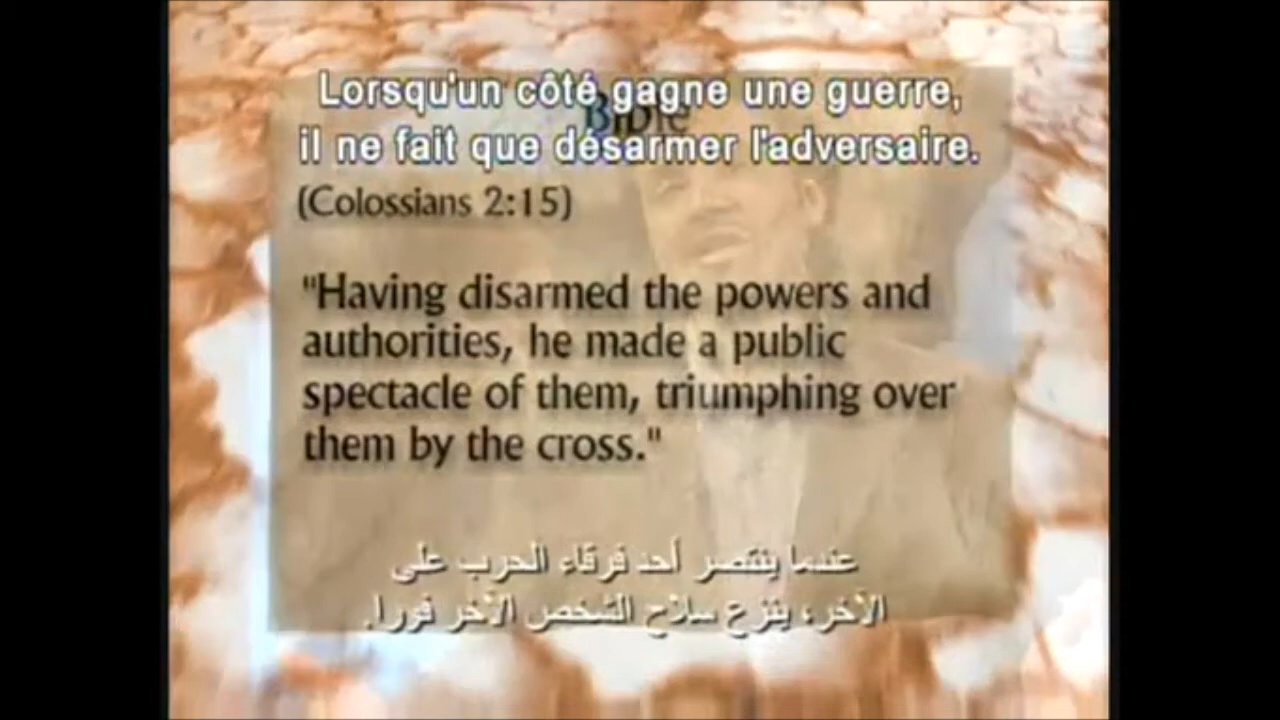 Lorsqu'un côté gagne une guerre,
Bible
il ne fait que désarmer l'adversaire.
(Colossians 2:15)
"Having disarmed the powers and
authorities, he made a public
spectacle of them, triumphing over
them by the cross."
عندما ينتصر أحد فرقاء الحرب على
الآخر، ينزع سلاح الشخص الآخر فورا.